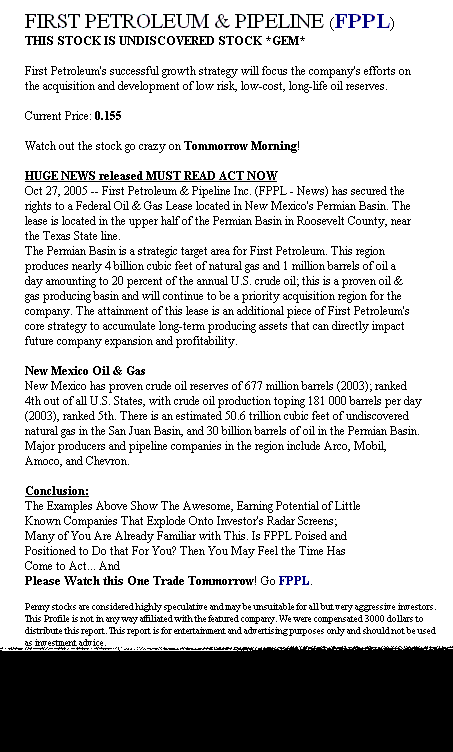 FIRST PETROLEUM & PIPELINE (FPPL)
THIS STOCK IS UNDISCOVERED STOCK *GEM*
First Petroleum's successful growth strategy will focus the company's efforts on
the acquisition and development of low risk, low-cost, long-life oil reserves.
Current Price: 0.155
Watch out the stock go crazy on Tommorrow Morning!
HUGE NEWS released MUST READ ACT NOW
Oct 27, 2005 -- First Petroleum & Pipeline Inc. (FPPL - News) has secured the
rights to a Federal Oil & Gas Lease located in New Mexico's Permian Basin. The
lease is located in the upper half of the Permian Basin in Roosevelt County, near
the Texas State line.
The Permian Basin is a strategic target area for First Petroleum. This region
produces nearly 4 billion cubic feet of natural gas and 1 million barrels of oil a
day amounting to 20 percent of the annual U.S. crude oil; this is a proven oil &
gas producing basin and will continue to be a priority acquisition region for the
company. The attainment of this lease is an additional piece of First Petroleum's
core strategy to accumulate long-term producing assets that can directly impact
future company expansion and profitability.
New Mexico Oil & Gas
New Mexico has proven crude oil reserves of 677 million barrels (2003); ranked
4th out of all U.S. States, with crude oil production toping 181 000 barrels per day
(2003), ranked 5th. There is an estimated 50.6 trillion cubic feet of undiscovered
natural gas in the San Juan Basin, and 30 billion barrels of oil in the Permian Basin.
Major producers and pipeline companies in the region include Arco, Mobil,
Amoco, and Chevron.
Conclusion:
The Examples Above Show The Awesome, Earning Potential of Little
Known Companies That Explode Onto Investor's Radar Screens;
Many of You Are Already Familiar with This. Is FPPL Poised and
Positioned to Do that For You? Then You May Feel the Time Has
Come to Act... And
Please Watch this One Trade Tommorrow! Go FPPL.
Penny stocks are considered highly speculative and may be unsuitable for all but very aggressive investors.
This Profile is not in any way affiliated with the featured company. We were compensated 3000 dollars to
distribute this report. This report is for entertainment and advertising purposes only and should not be used
as investment advice.